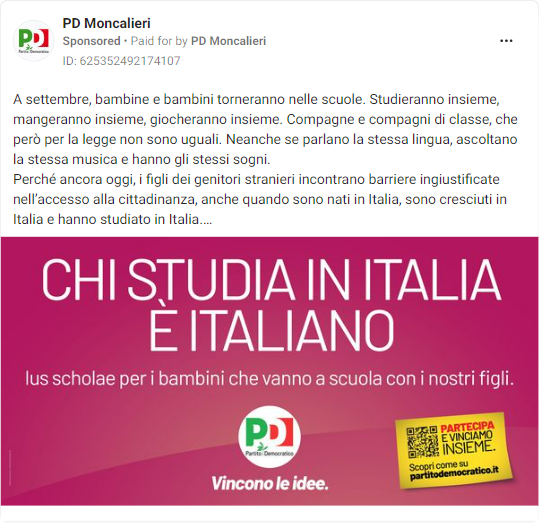 PD Moncalieri
Sponsored • Paid for by PD Moncalieri
ID: 625352492174107
A settembre, bambine e bambini torneranno nelle scuole. Studieranno insieme,
mangeranno insieme, giocheranno insieme. Compagne e compagni di classe, che
però per la legge non sono uguali. Neanche se parlano la stessa lingua, ascoltano
la stessa musica e hanno gli stessi sogni.
Perché ancora oggi, i figli dei genitori stranieri incontrano barriere ingiustificate
nell’accesso alla cittadinanza, anche quando sono nati in Italia, sono cresciuti in
Italia e hanno studiato in Italia....
CHI STUDIA IN ITALIA
È ITALIANO
Ius scholae per i bambini che vanno a scuola con i nostri figli.
PD
Partito Democratico
Vincono le idee.
PARTECIPA
E VINCIAMO
INSIEME.
Scopri come su
partitodemocratico.it